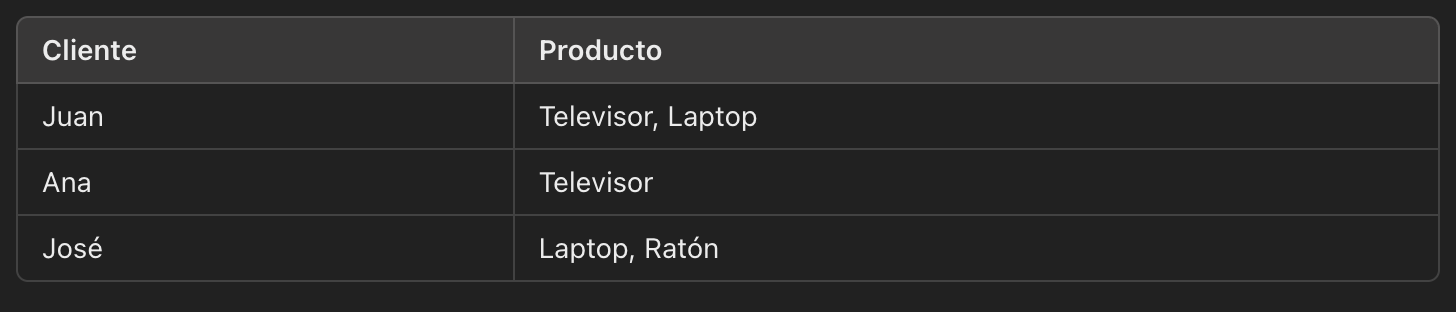 Cliente Producto
Juan Televisor, Laptop
Ana Televisor
José Laptop, Ratón